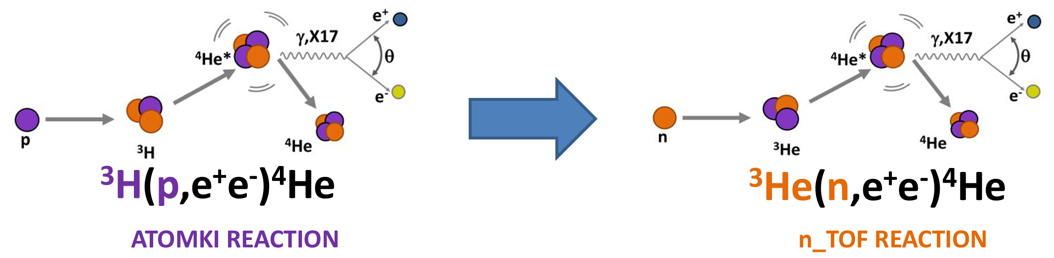 e⁺
γ,X17
⁴He*
θ
e⁻
p
³H
⁴He
³H(p,e⁺e⁻)⁴He
ATOMKI REACTION
e⁺
γ,X17
⁴He*
θ
e⁻
n
³He
⁴He
³He(n,e⁺e⁻)⁴He
n_TOF REACTION